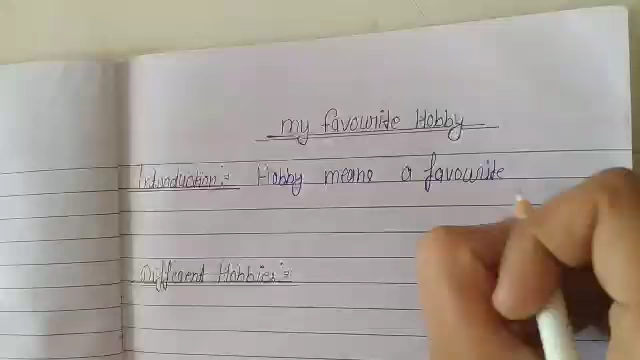 my favourite Hobby
Introduction:- Hobby means a favourite
Different Hobbies:-